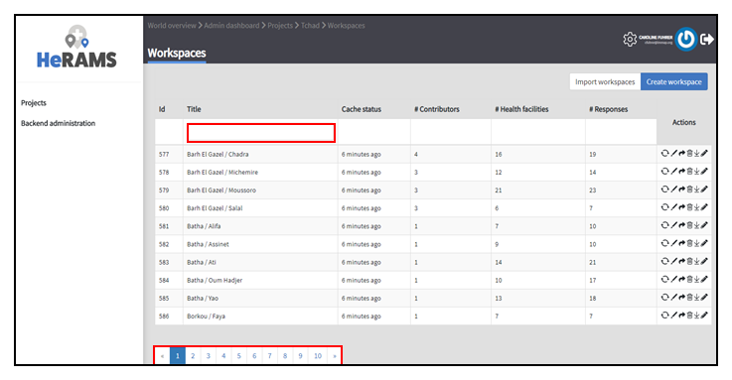 World overview > Admin dashboard > Projects > Tchad > Workspaces
HeRAMS
Workspaces
Import workspaces Create workspace
Projects
Backend administration
Id Title Cache status # Contributors # Health facilities # Responses Actions
577 Barh El Gazel / Chadra 6 minutes ago 4 16 19
578 Barh El Gazel / Michemire 6 minutes ago 3 12 14
579 Barh El Gazel / Moussoro 6 minutes ago 3 21 23
580 Barh El Gazel / Salal 6 minutes ago 3 6 7
581 Batha / Alifa 6 minutes ago 1 7 10
582 Batha / Assinet 6 minutes ago 1 9 10
583 Batha / Ati 6 minutes ago 1 14 21
584 Batha / Oum Hadjer 6 minutes ago 1 10 17
585 Batha / Yao 6 minutes ago 1 13 18
586 Borkou / Faya 6 minutes ago 1 7 7
« 1 2 3 4 5 6 7 8 9 10 »